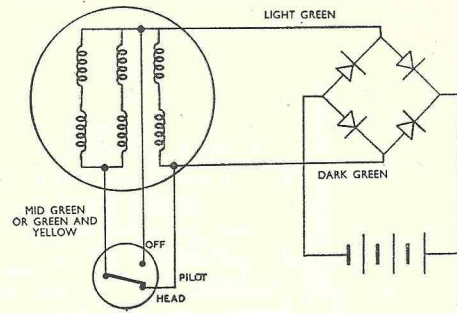 LIGHT GREEN
DARK GREEN
MID GREEN
OR GREEN AND
YELLOW
OFF
PILOT
HEAD